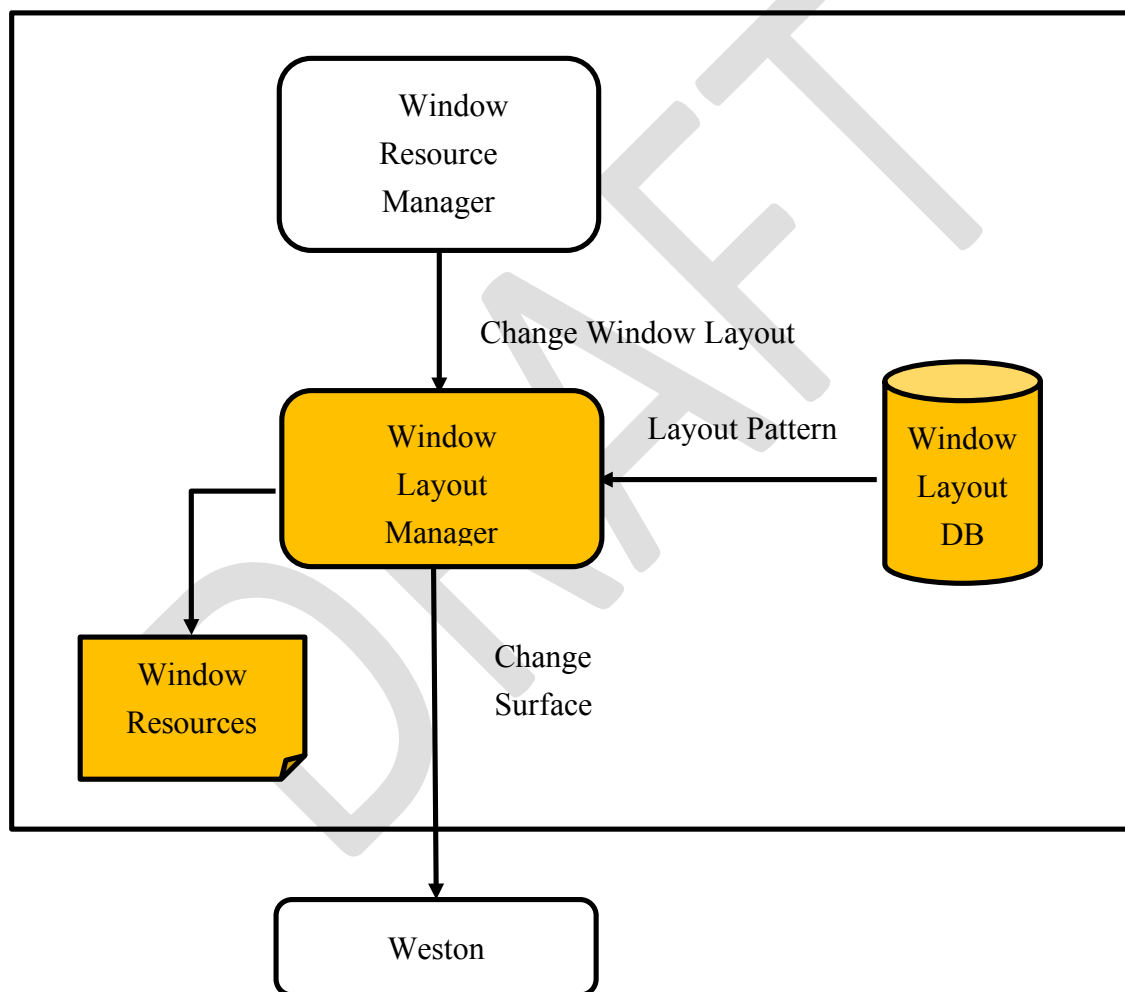 Window
Resource
Manager
Change Window Layout
Window
Layout
Manager
Layout Pattern
Window
Layout
DB
Window
Resources
Change
Surface
Weston
DRAFT